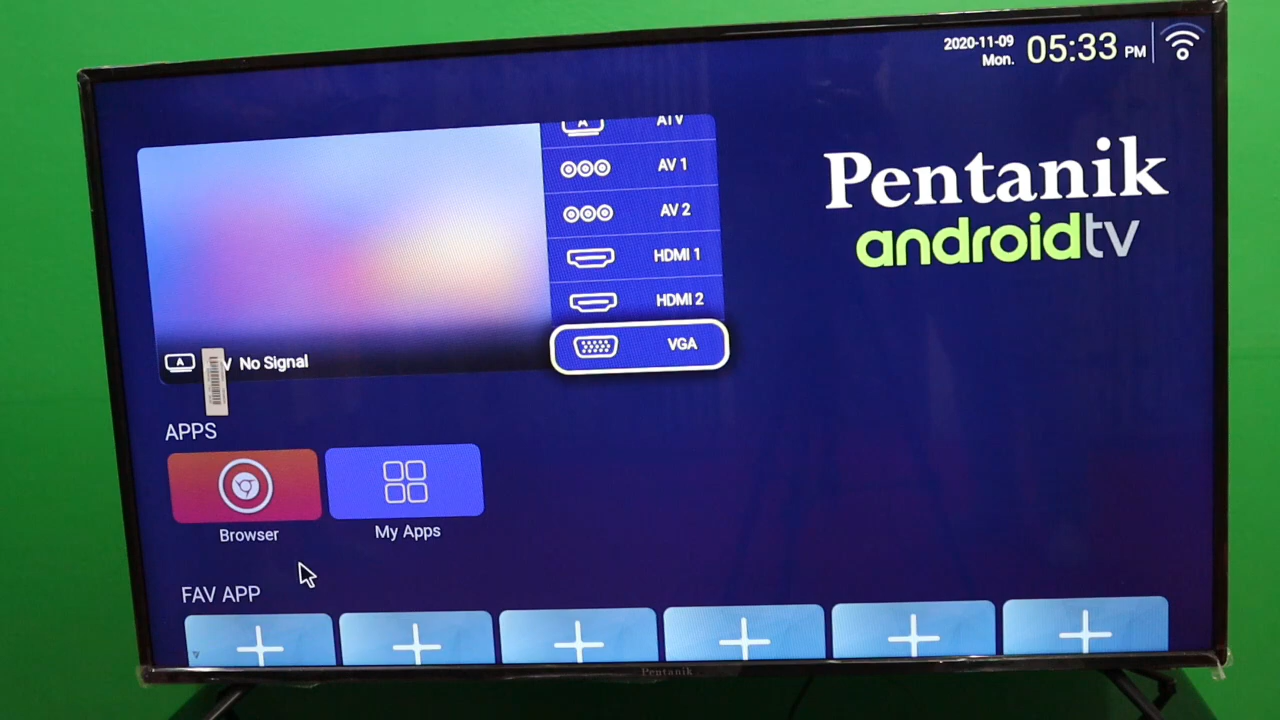 2020-11-09
Mon.
05:33 PM
ATV
AV 1
AV 2
HDMI 1
HDMI 2
VGA
Pentanik
androidtv
A
No Signal
APPS
Browser
My Apps
FAV APP
Pentanik